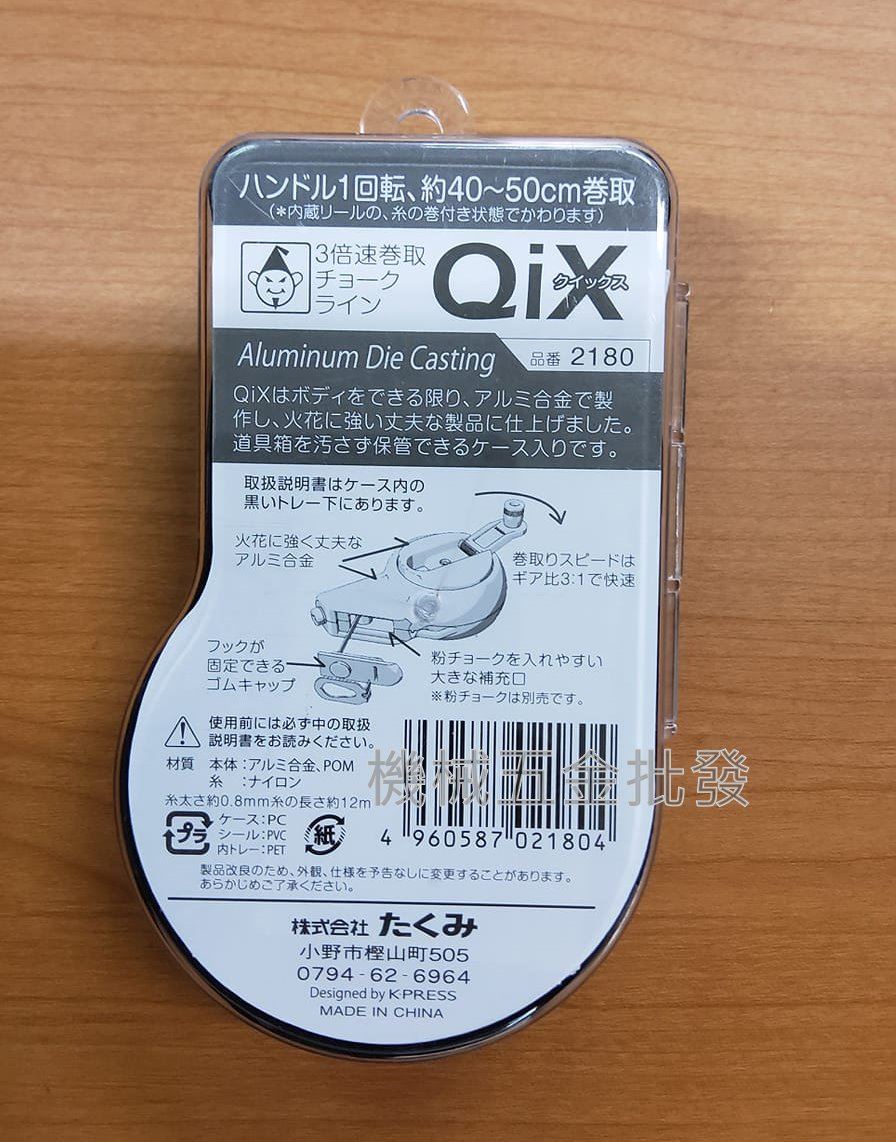 ハンドル1回転、約40～50cm巻取
(*内蔵リールの、糸の巻付き状態でかわります)
3倍速巻取
チョーク
ライン
QiX
クイックス
Aluminum Die Casting
品番 2180
QiXはボディをできる限り、アルミ合金で製
作し、火花に強い丈夫な製品に仕上げました。
道具箱を汚さず保管できるケース入りです。
取扱説明書はケース内の
黒いトレー下にあります。
火花に強く丈夫な
アルミ合金
巻取りスピードは
ギア比3:1で快速
フックが
固定できる
ゴムキャップ
粉チョークを入れやすい
大きな補充口
※粉チョークは別売です。
使用前には必ず中の取扱
説明書をお読みください。
材質 本体:アルミ合金、POM
糸 :ナイロン
糸太さ約0.8mm糸の長さ約12m
機械五金批發
プラ
ケース:PC
シール:PVC
内トレー:PET
紙
4 960587 021804
製品改良のため、外観、仕様を予告なしに変更することがあります。
あらかじめご了承ください。
株式会社 たくみ
小野市樫山町505
0794-62-6964
Designed by K-PRESS
MADE IN CHINA